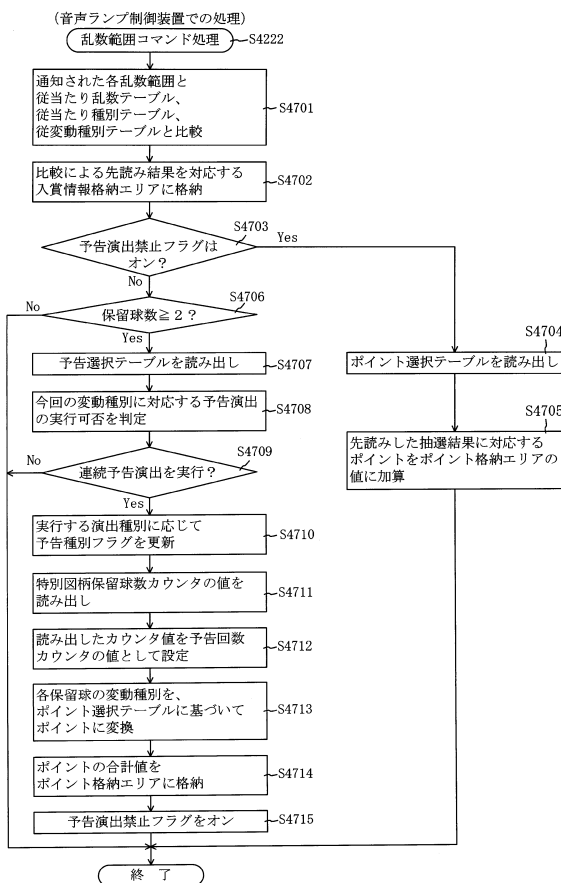 (音声ランプ制御装置での処理)
乱数範囲コマンド処理
S4222
通知された各乱数範囲と
従当たり乱数テーブル、
従当たり種別テーブル、
従変動種別テーブルと比較
S4701
比較による先読み結果を対応する
入賞情報格納エリアに格納
S4702
S4703
予告演出禁止フラグは
オン?
Yes
No
S4706
保留球数≧2?
No
Yes
S4704
ポイント選択テーブルを読み出し
予告選択テーブルを読み出し
S4707
S4705
先読みした抽選結果に対応する
ポイントをポイント格納エリアの
値に加算
今回の変動種別に対応する予告演出
の実行可否を判定
S4708
S4709
連続予告演出を実行?
No
Yes
実行する演出種別に応じて
予告種別フラグを更新
S4710
特別図柄保留球数カウンタの値を
読み出し
S4711
読み出したカウンタ値を予告回数
カウンタの値として設定
S4712
各保留球の変動種別を、
ポイント選択テーブルに基づいて
ポイントに変換
S4713
ポイントの合計値を
ポイント格納エリアに格納
S4714
予告演出禁止フラグをオン
S4715
終 了